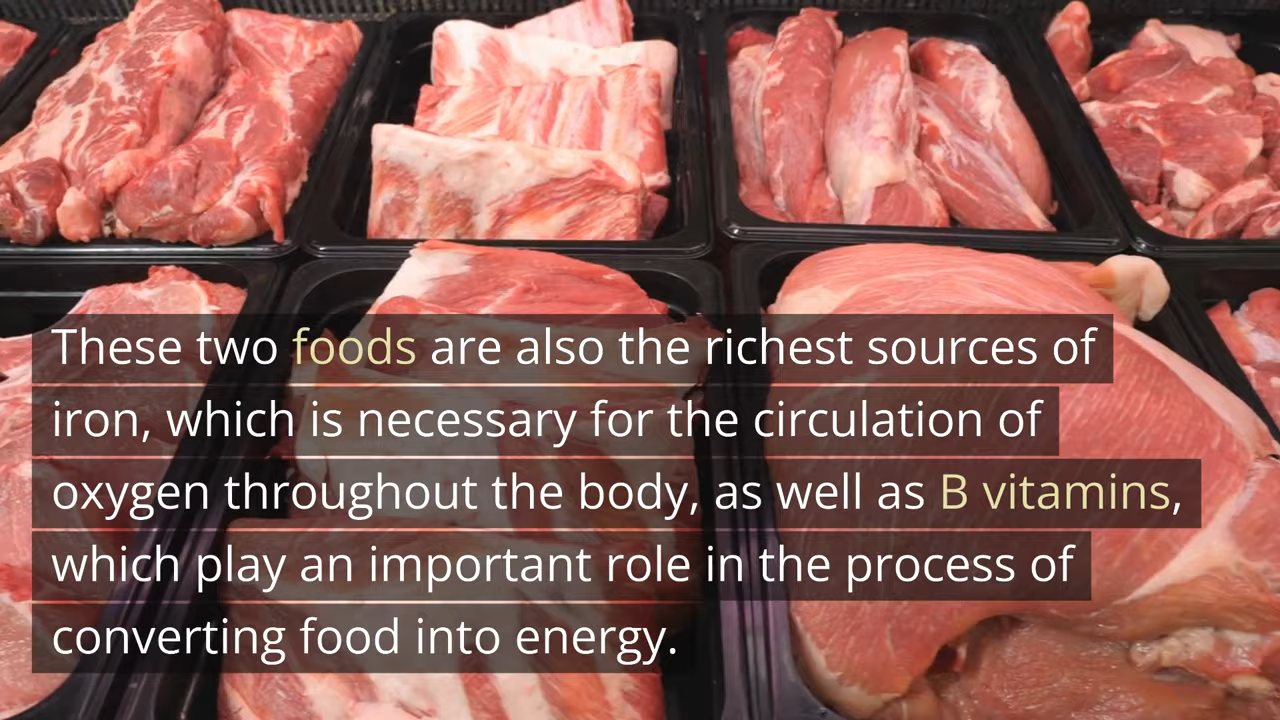 These two foods are also the richest sources of
iron, which is necessary for the circulation of
oxygen throughout the body, as well as B vitamins,
which play an important role in the process of
converting food into energy.